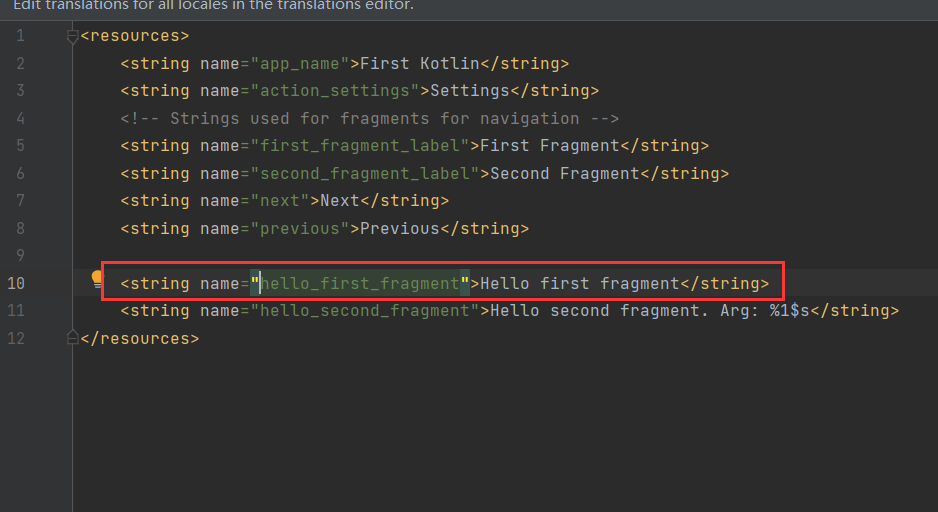 Edit translations for all locales in the translations editor.
1 <resources>
2 <string name="app_name">First Kotlin</string>
3 <string name="action_settings">Settings</string>
4 <!-- Strings used for fragments for navigation -->
5 <string name="first_fragment_label">First Fragment</string>
6 <string name="second_fragment_label">Second Fragment</string>
7 <string name="next">Next</string>
8 <string name="previous">Previous</string>
9
10 <string name="hello_first_fragment">Hello first fragment</string>
11 <string name="hello_second_fragment">Hello second fragment. Arg: %1$s</string>
12 </resources>